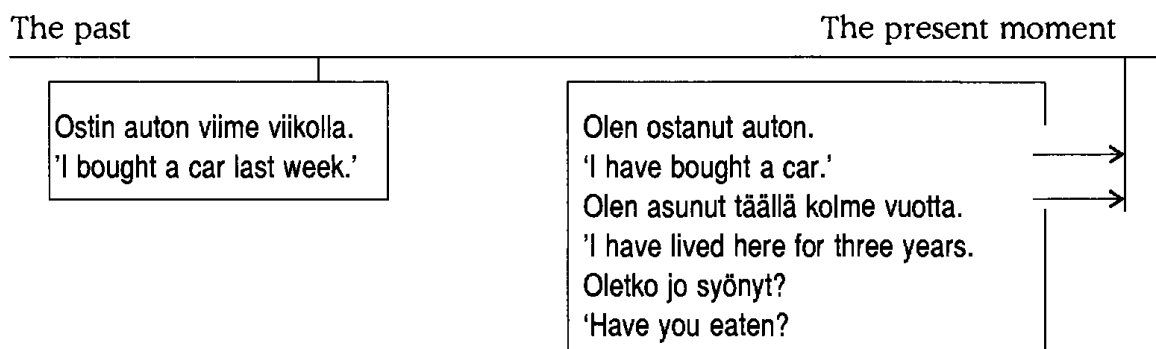 The past
The present moment
Ostin auton viime viikolla.
'I bought a car last week.'
Olen ostanut auton.
'I have bought a car.'
Olen asunut täällä kolme vuotta.
'I have lived here for three years.
Oletko jo syönyt?
'Have you eaten?